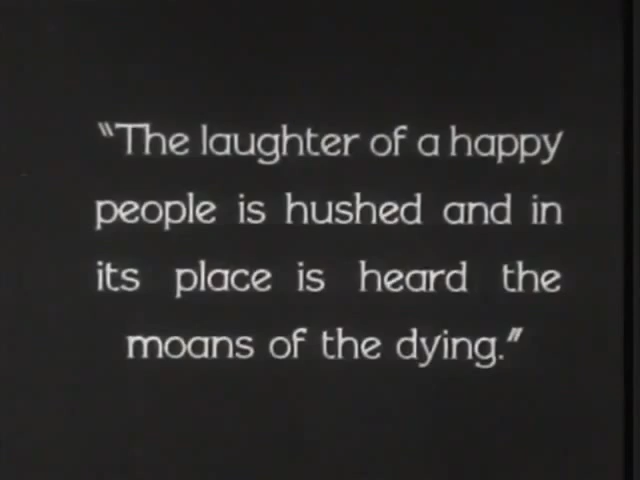 "The laughter of a happy
people is hushed and in
its place is heard the
moans of the dying."